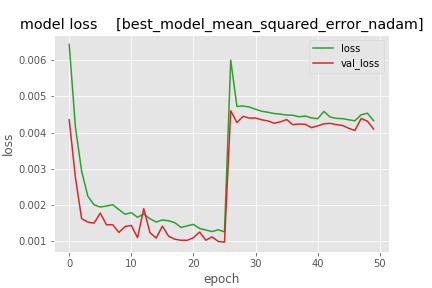 model loss    [best_model_mean_squared_error_nadam]
loss
val_loss
0.006
0.005
0.004
0.003
0.002
0.001
loss
0 10 20 30 40 50
epoch